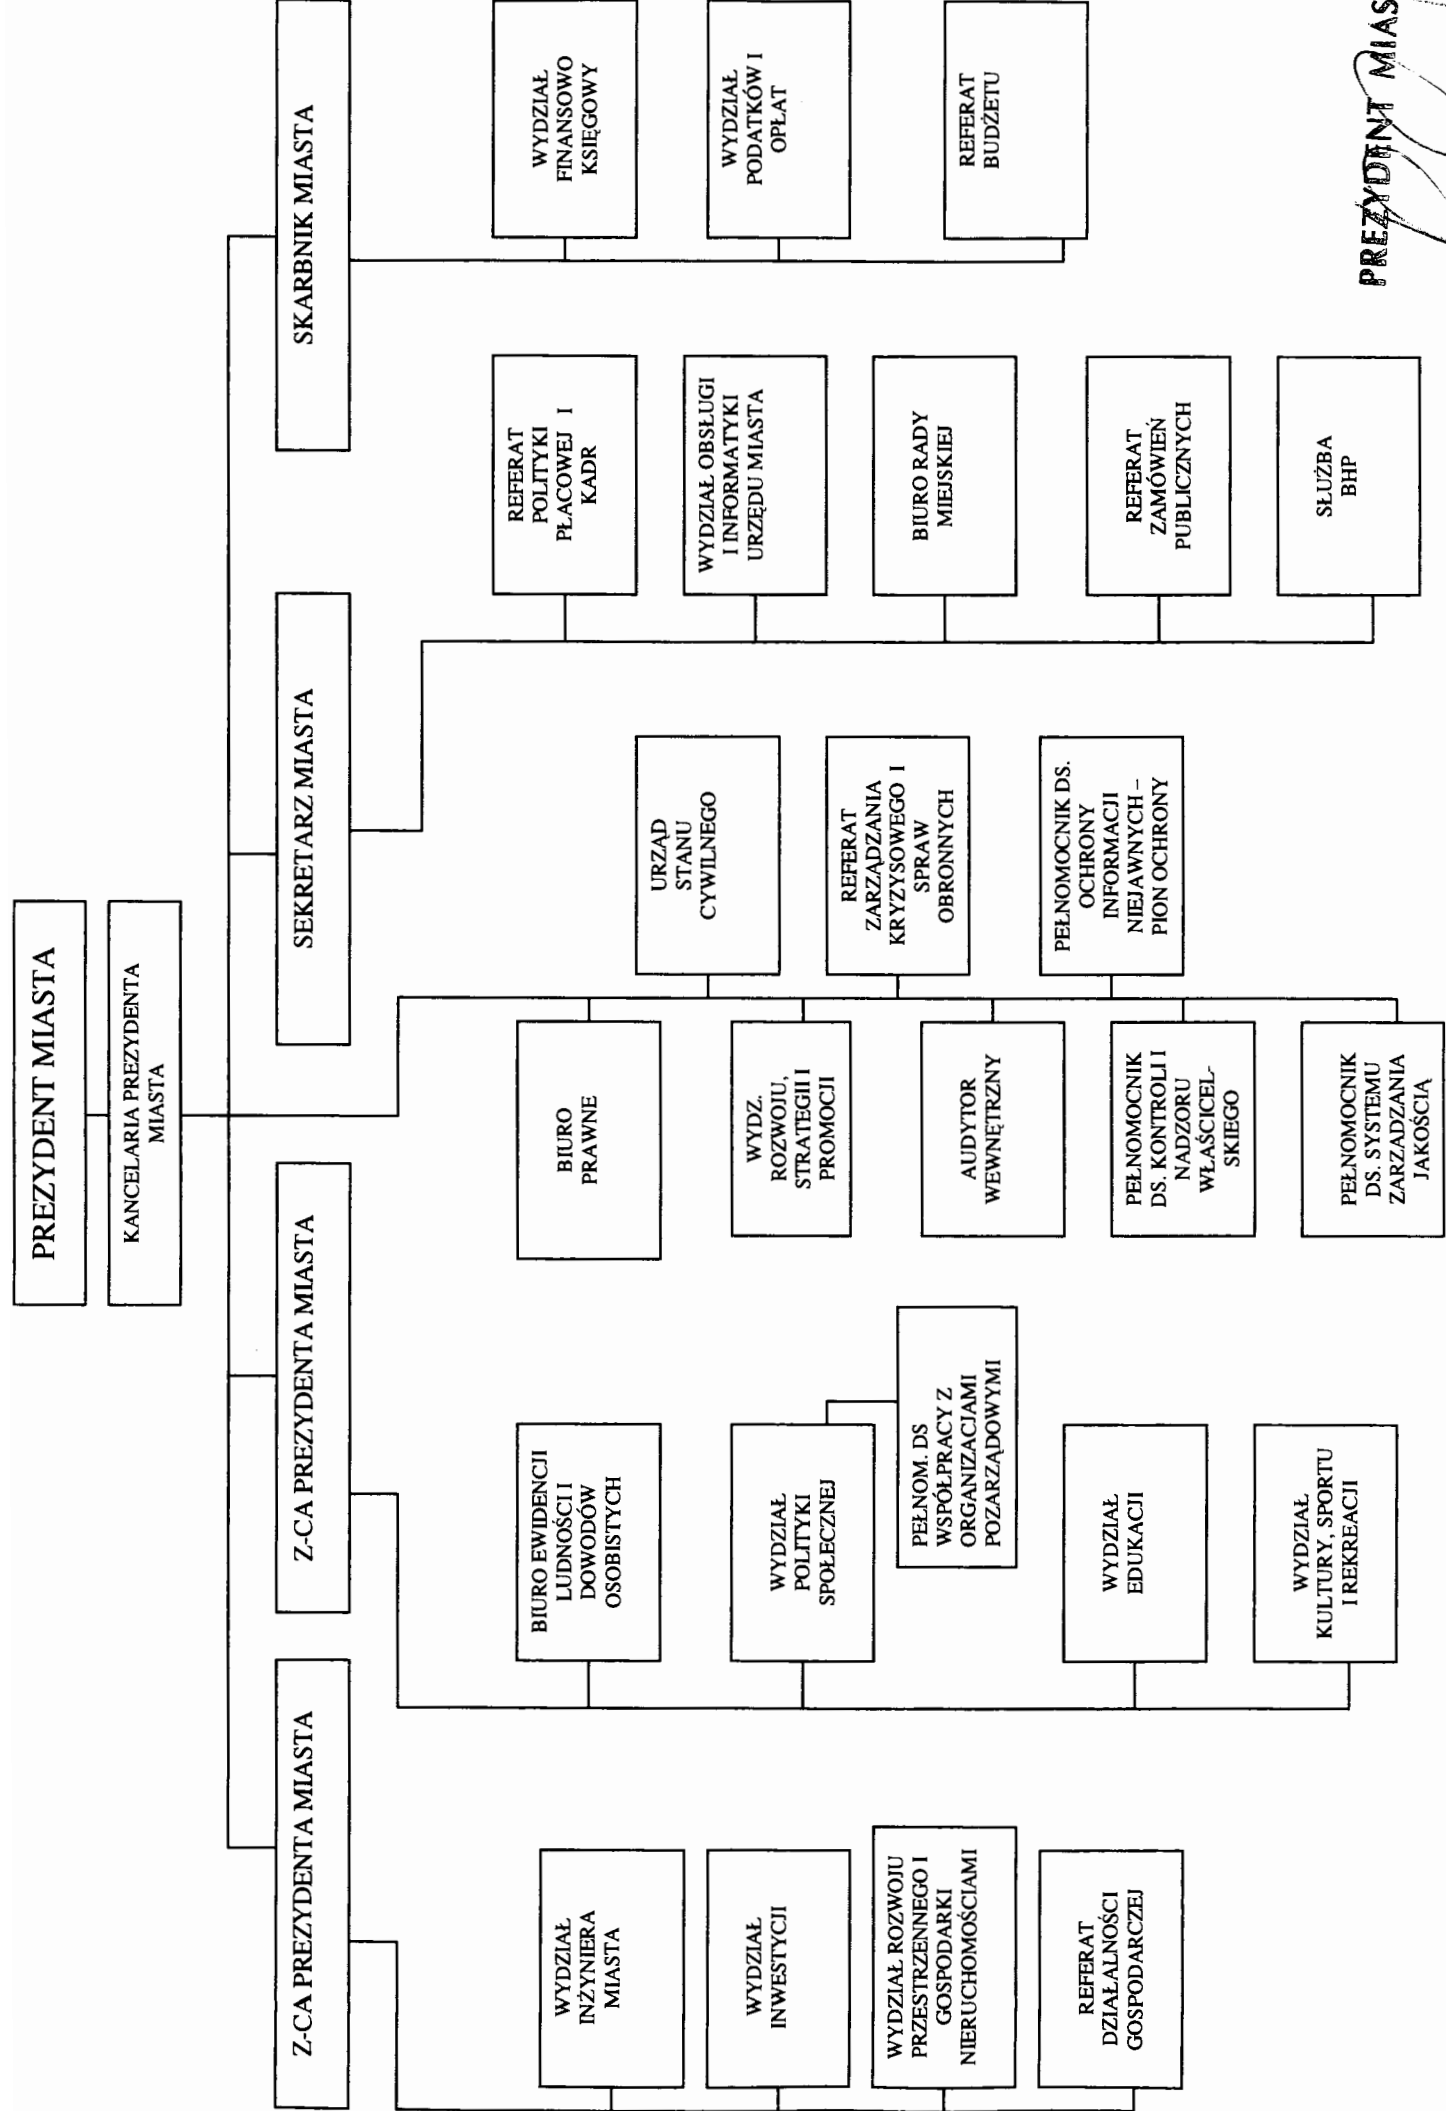 PREZYDENT MIASTA
KANCELARIA PREZYDENTA
MIASTA
Z-CA PREZYDENTA MIASTA
Z-CA PREZYDENTA MIASTA
SEKRETARZ MIASTA
SKARBNIK MIASTA
WYDZIAŁ
INŻYNIERA
MIASTA
WYDZIAŁ
INWESTYCJI
WYDZIAŁ ROZWOJU
PRZESTRZENNEGO I
GOSPODARKI
NIERUCHOMOŚCIAMI
REFERAT
DZIAŁALNOŚCI
GOSPODARCZEJ
BIURO EWIDENCJI
LUDNOŚCI I
DOWODÓW
OSOBISTYCH
WYDZIAŁ
POLITYKI
SPOŁECZNEJ
PEŁNOM. DS
WSPÓŁPRACY Z
ORGANIZACJAMI
POZARZĄDOWYMI
WYDZIAŁ
EDUKACJI
WYDZIAŁ
KULTURY, SPORTU
I REKREACJI
BIURO
PRAWNE
WYDZ.
ROZWOJU,
STRATEGII I
PROMOCJI
AUDYTOR
WEWNĘTRZNY
PEŁNOMOCNIK
DS. KONTROLI I
NADZORU
WŁAŚCICEL-
SKIEGO
PEŁNOMOCNIK
DS. SYSTEMU
ZARZADZANIA
JAKOŚCIĄ
URZĄD
STANU
CYWILNEGO
REFERAT
ZARZĄDZANIA
KRYZYSOWEGO I
SPRAW
OBRONNYCH
PEŁNOMOCNIK DS.
OCHRONY
INFORMACJI
NIEJAWNYCH –
PION OCHRONY
REFERAT
POLITYKI
PŁACOWEJ I
KADR
WYDZIAŁ OBSŁUGI
I INFORMATYKI
URZĘDU MIASTA
BIURO RADY
MIEJSKIEJ
REFERAT
ZAMÓWIEŃ
PUBLICZNYCH
SŁUŻBA
BHP
WYDZIAŁ
FINANSOWO
KSIĘGOWY
WYDZIAŁ
PODATKÓW I
OPŁAT
REFERAT
BUDŻETU
PREZYDENT MIAS